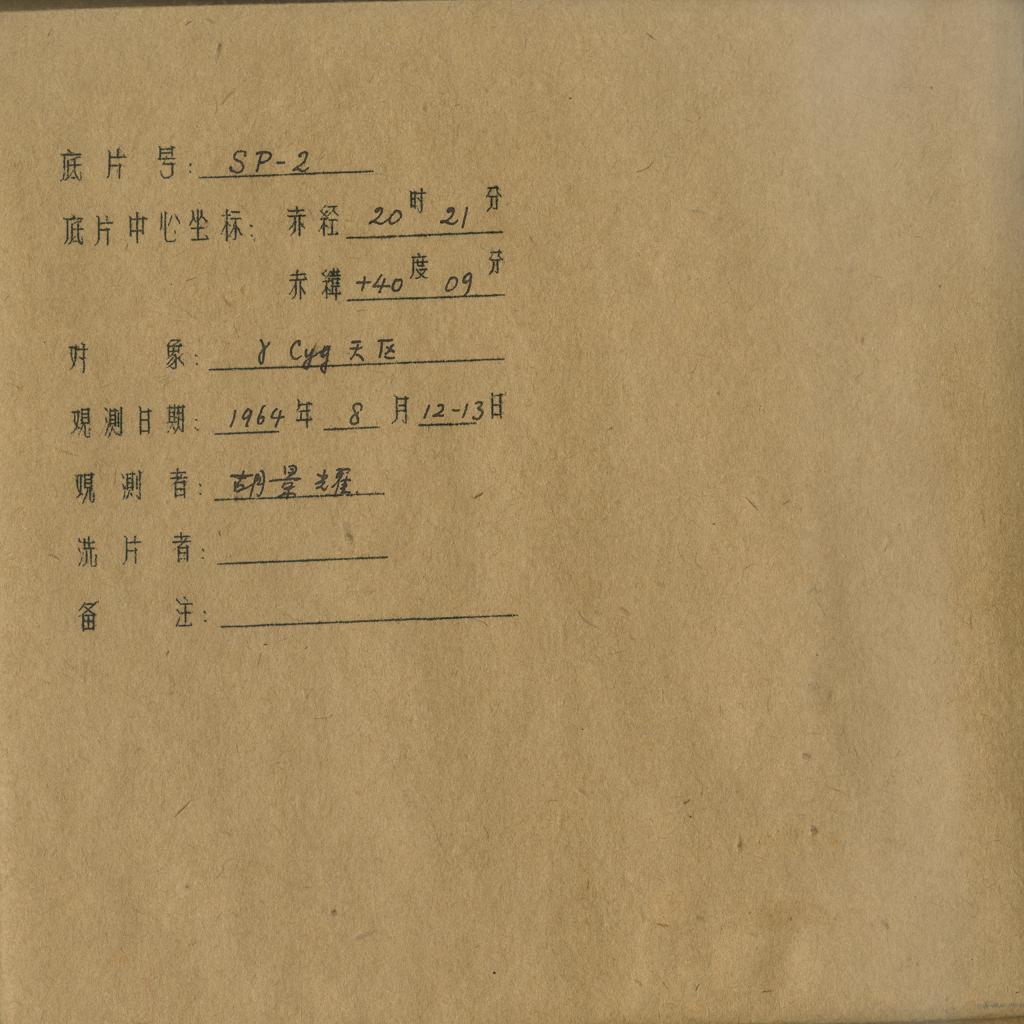 底片号: SP-2
底片中心坐标: 赤经 20时 21分
赤纬 +40度 09分
对象: γ Cyg 天区
观测日期: 1964年 8月 12-13日
观测者: 胡景耀
洗片者:
备注: